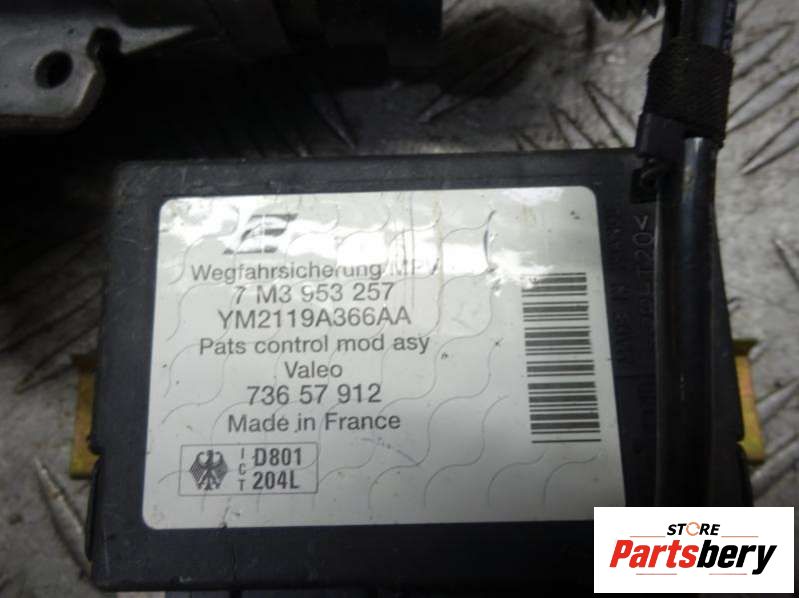 Wegfahrsicherung MPV
7 M3 953 257
YM2119A366AA
Pats control mod asy
Valeo
736 57 912
Made in France
I C T
D801
204L
STORE
Partsbery